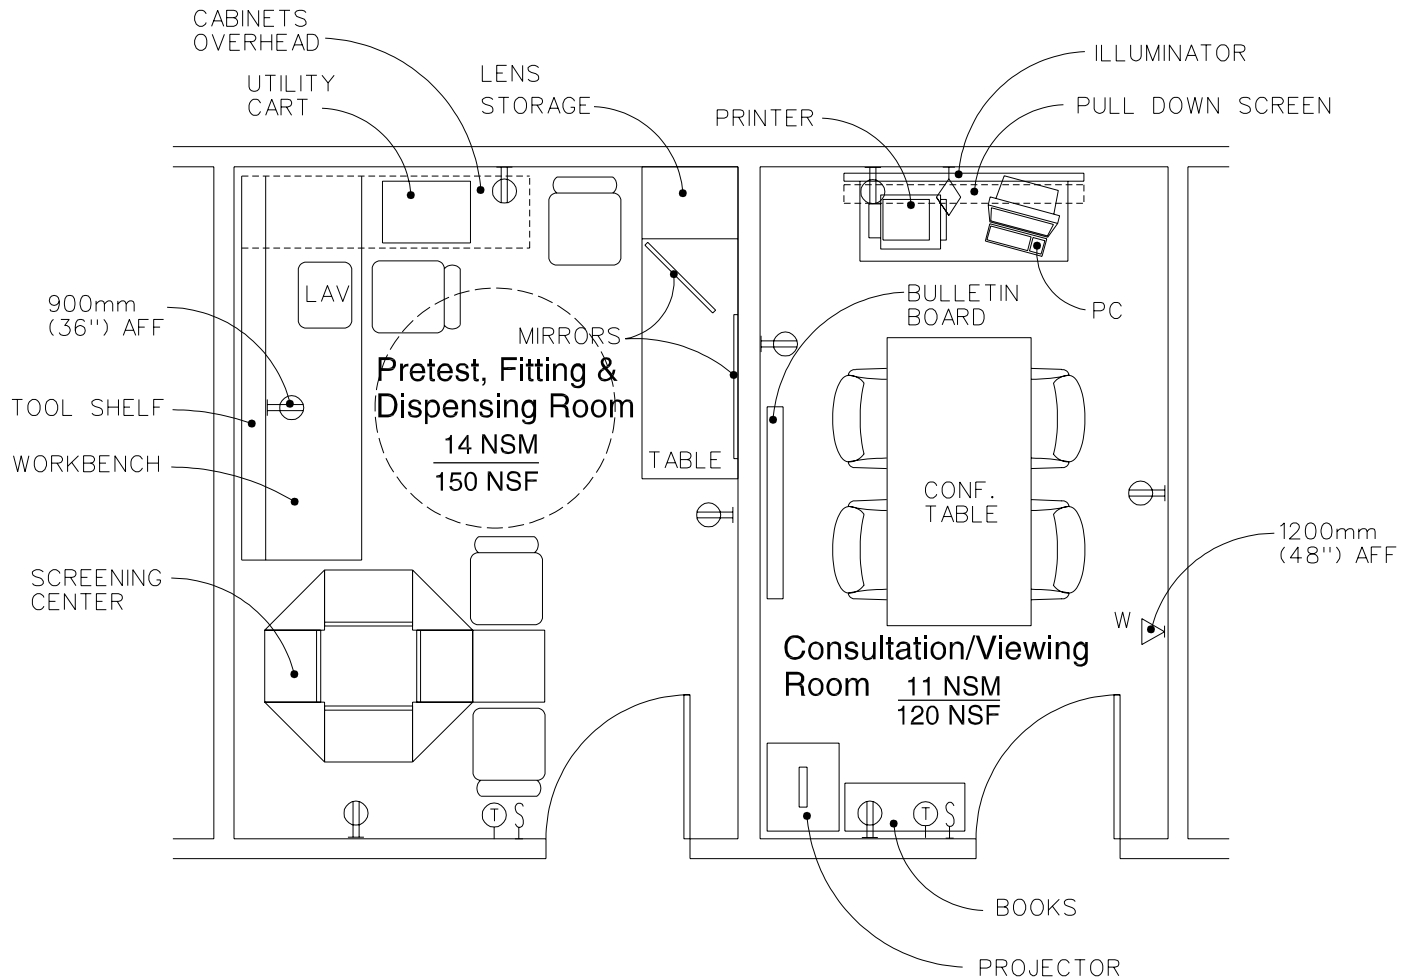 CABINETS
OVERHEAD
UTILITY
CART
LENS
STORAGE
PRINTER
ILLUMINATOR
PULL DOWN SCREEN
900mm
(36") AFF
LAV
MIRRORS
BULLETIN
BOARD
PC
Pretest, Fitting &
Dispensing Room
14 NSM
150 NSF
TOOL SHELF
WORKBENCH
TABLE
CONF.
TABLE
1200mm
(48") AFF
SCREENING
CENTER
W
Consultation/Viewing
Room
11 NSM
120 NSF
T
S
T
S
BOOKS
PROJECTOR